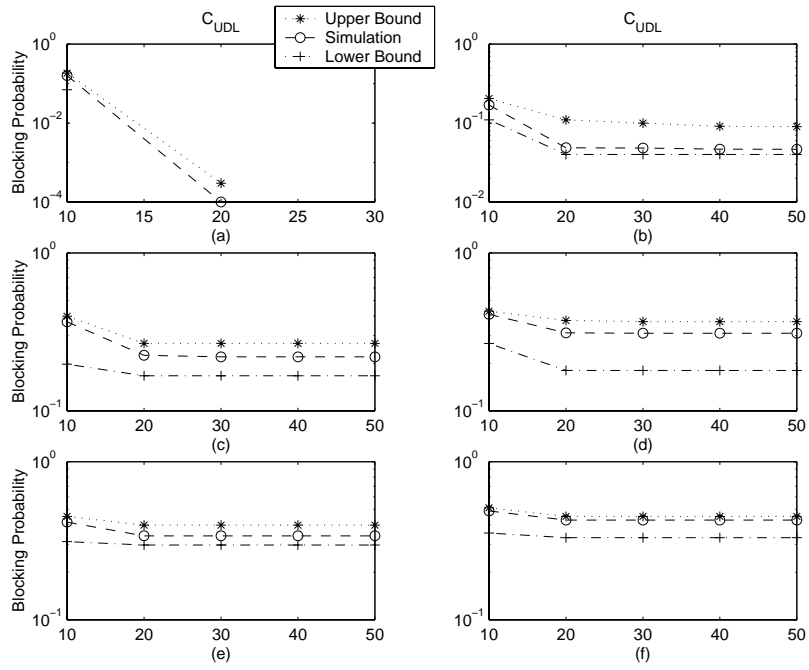 C_UDL
Upper Bound
Simulation
Lower Bound
C_UDL
Blocking Probability
10^0
10^−2
10^−4
10 15 20 25 30
(a)
10^0
10^−1
10^−2
10 20 30 40 50
(b)
Blocking Probability
10^0
10^−1
10 20 30 40 50
(c)
10^0
10^−1
10 20 30 40 50
(d)
Blocking Probability
10^0
10^−1
10 20 30 40 50
(e)
10^0
10^−1
10 20 30 40 50
(f)